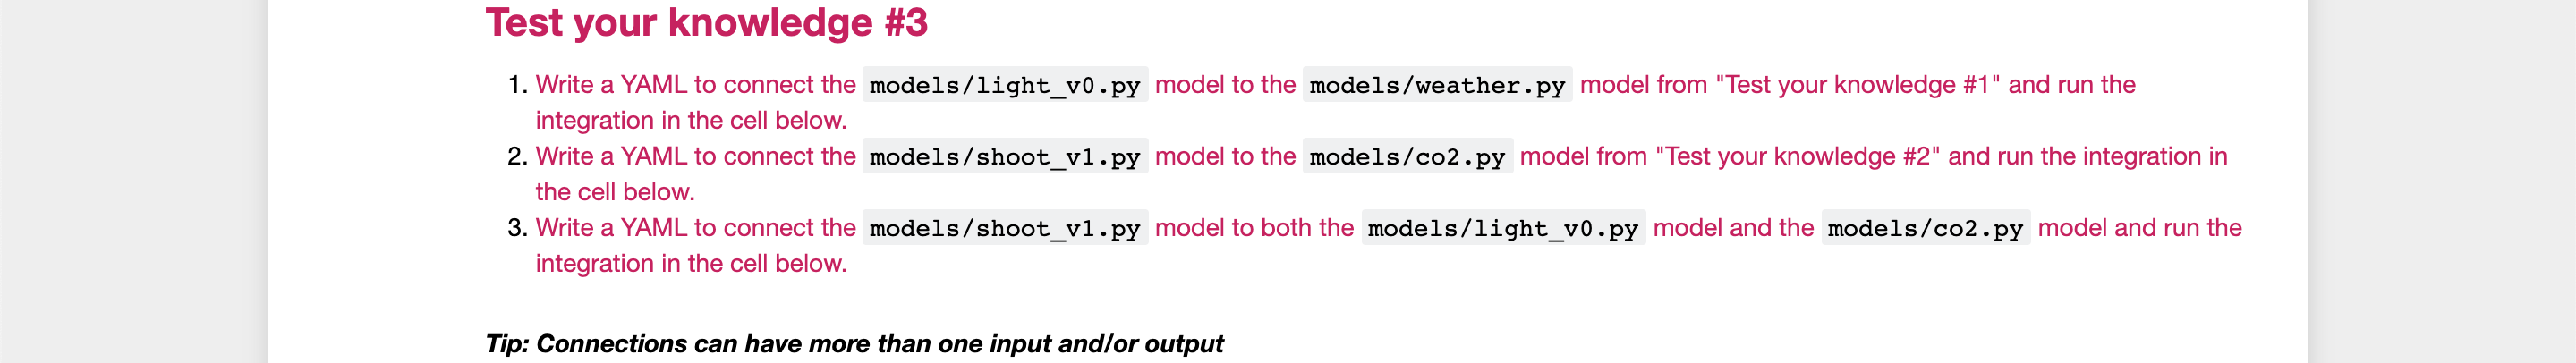 Test your knowledge #3
1. Write a YAML to connect the models/light_v0.py model to the models/weather.py model from "Test your knowledge #1" and run the
integration in the cell below.
2. Write a YAML to connect the models/shoot_v1.py model to the models/co2.py model from "Test your knowledge #2" and run the integration in
the cell below.
3. Write a YAML to connect the models/shoot_v1.py model to both the models/light_v0.py model and the models/co2.py model and run the
integration in the cell below.
Tip: Connections can have more than one input and/or output